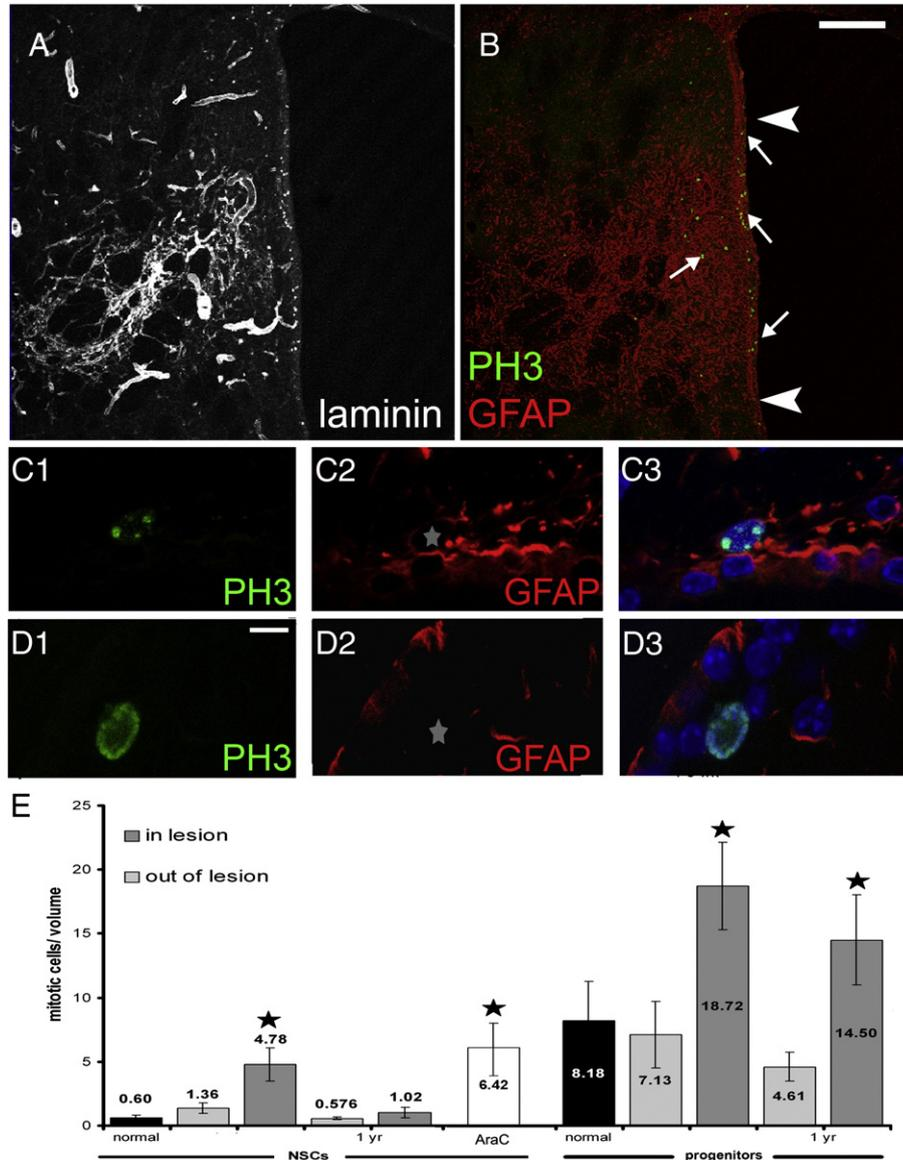 A
B
laminin
PH3
GFAP
C1
PH3
C2
GFAP
C3
D1
PH3
D2
GFAP
D3
E
25
20
15
10
5
0
mitotic cells/ volume
in lesion
out of lesion
0.60
1.36
4.78
0.576
1.02
6.42
8.18
7.13
18.72
4.61
14.50
normal
1 yr
AraC
normal
1 yr
NSCs
progenitors